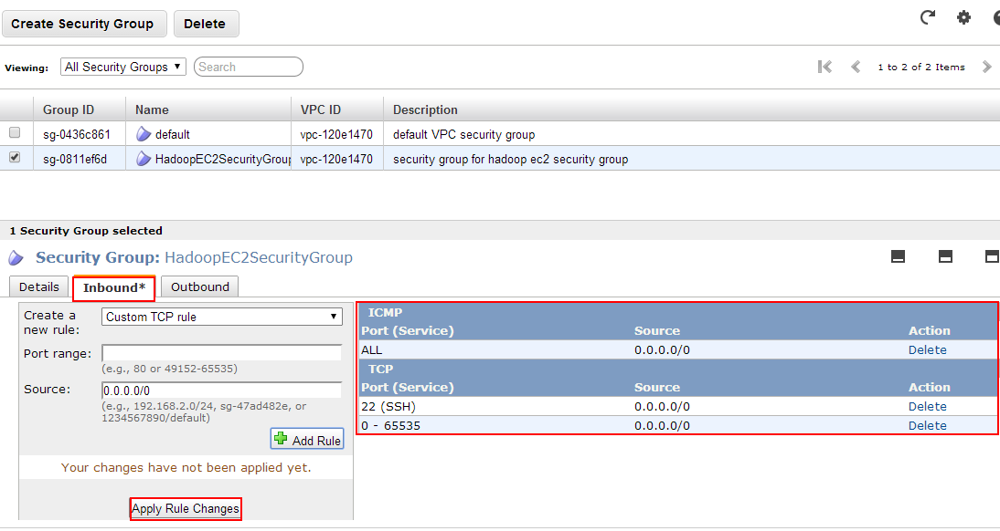 Create Security Group Delete
Viewing: All Security Groups Search 1 to 2 of 2 Items
Group ID Name VPC ID Description
sg-0436c861 default vpc-120e1470 default VPC security group
sg-0811ef6d HadoopEC2SecurityGroup vpc-120e1470 security group for hadoop ec2 security group
1 Security Group selected
Security Group: HadoopEC2SecurityGroup
Details Inbound* Outbound
Create a
new rule:
Custom TCP rule
Port range:
(e.g., 80 or 49152-65535)
Source: 0.0.0.0/0
(e.g., 192.168.2.0/24, sg-47ad482e, or
1234567890/default)
Add Rule
Your changes have not been applied yet.
Apply Rule Changes
ICMP
Port (Service) Source Action
ALL 0.0.0.0/0 Delete
TCP
Port (Service) Source Action
22 (SSH) 0.0.0.0/0 Delete
0 - 65535 0.0.0.0/0 Delete